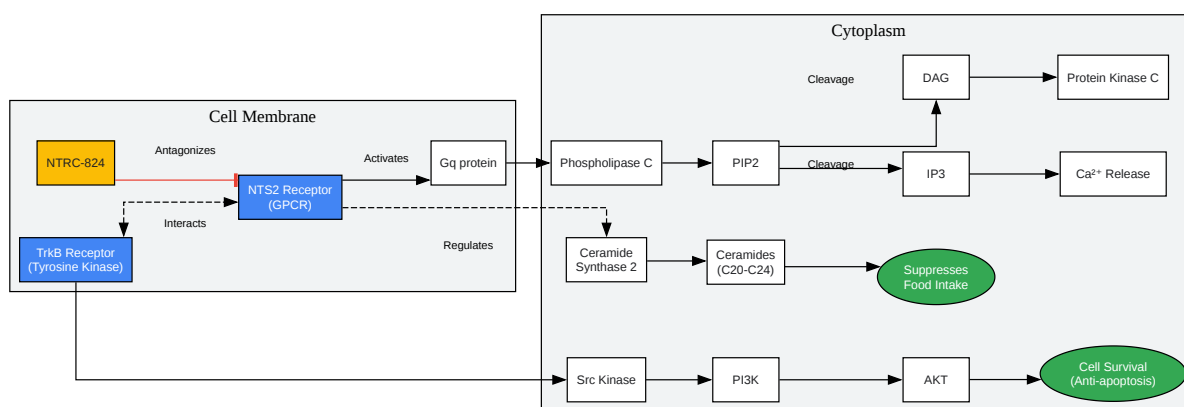 Cytoplasm
DAG
Protein Kinase C
Cleavage
Cell Membrane
NTRC-824
Antagonizes
Activates
Gq protein
Phospholipase C
PIP2
Cleavage
IP3
Ca²⁺ Release
NTS2 Receptor
(GPCR)
Interacts
Regulates
TrkB Receptor
(Tyrosine Kinase)
Ceramide
Synthase 2
Ceramides
(C20-C24)
Suppresses
Food Intake
Src Kinase
PI3K
AKT
Cell Survival
(Anti-apoptosis)